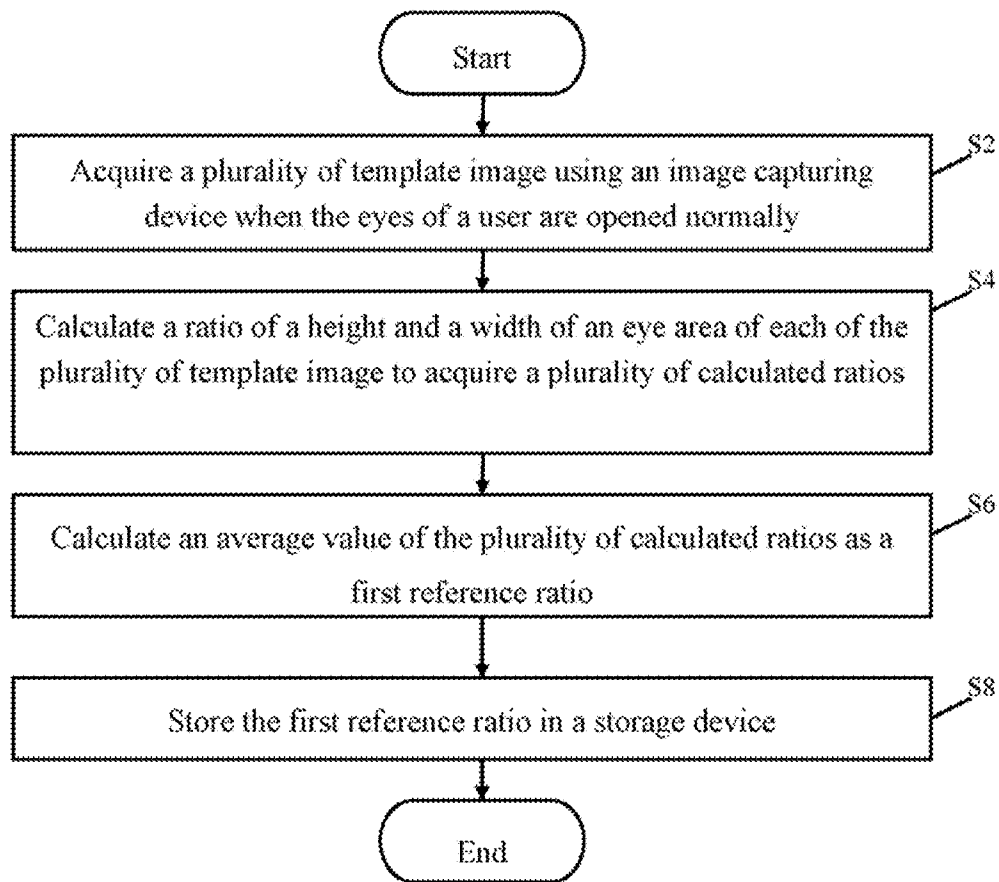 Start
S2
Acquire a plurality of template image using an image capturing
device when the eyes of a user are opened normally
S4
Calculate a ratio of a height and a width of an eye area of each of the
plurality of template image to acquire a plurality of calculated ratios
S6
Calculate an average value of the plurality of calculated ratios as a
first reference ratio
S8
Store the first reference ratio in a storage device
End